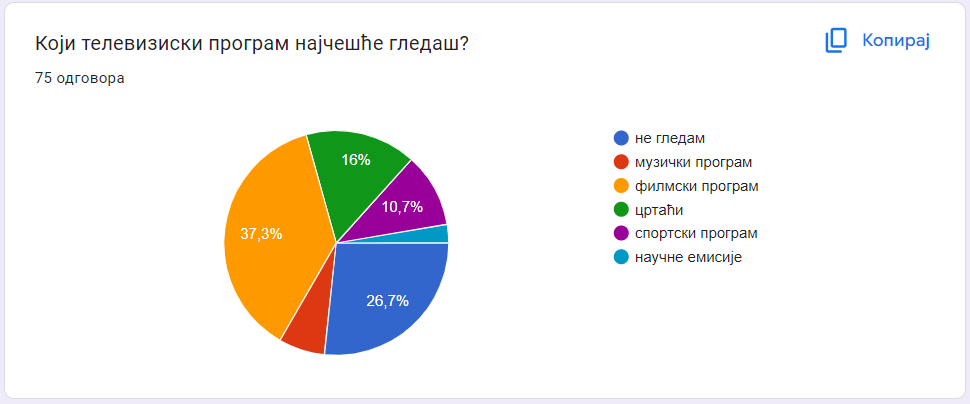 Који телевизиски програм најчешће гледаш?
Копирај
75 одговора
16%
10,7%
37,3%
26,7%
не гледам
музички програм
филмски програм
цртаћи
спортски програм
научне емисије